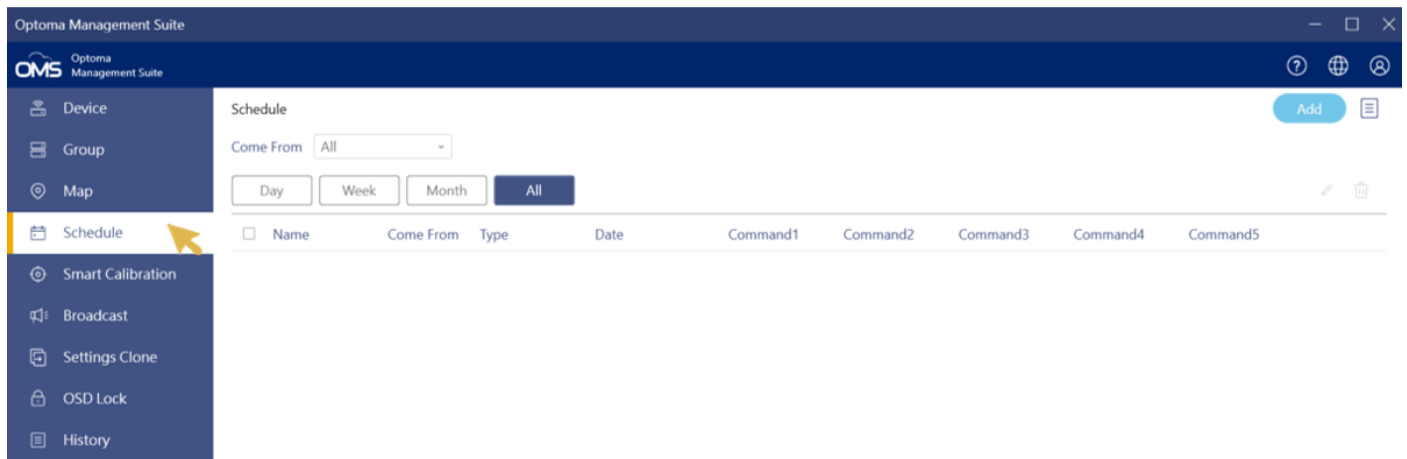 Optoma Management Suite
OMS Optoma
Management Suite
Device
Group
Map
Schedule
Smart Calibration
Broadcast
Settings Clone
OSD Lock
History
Schedule
Add
Come From All
Day Week Month All
Name Come From Type Date Command1 Command2 Command3 Command4 Command5